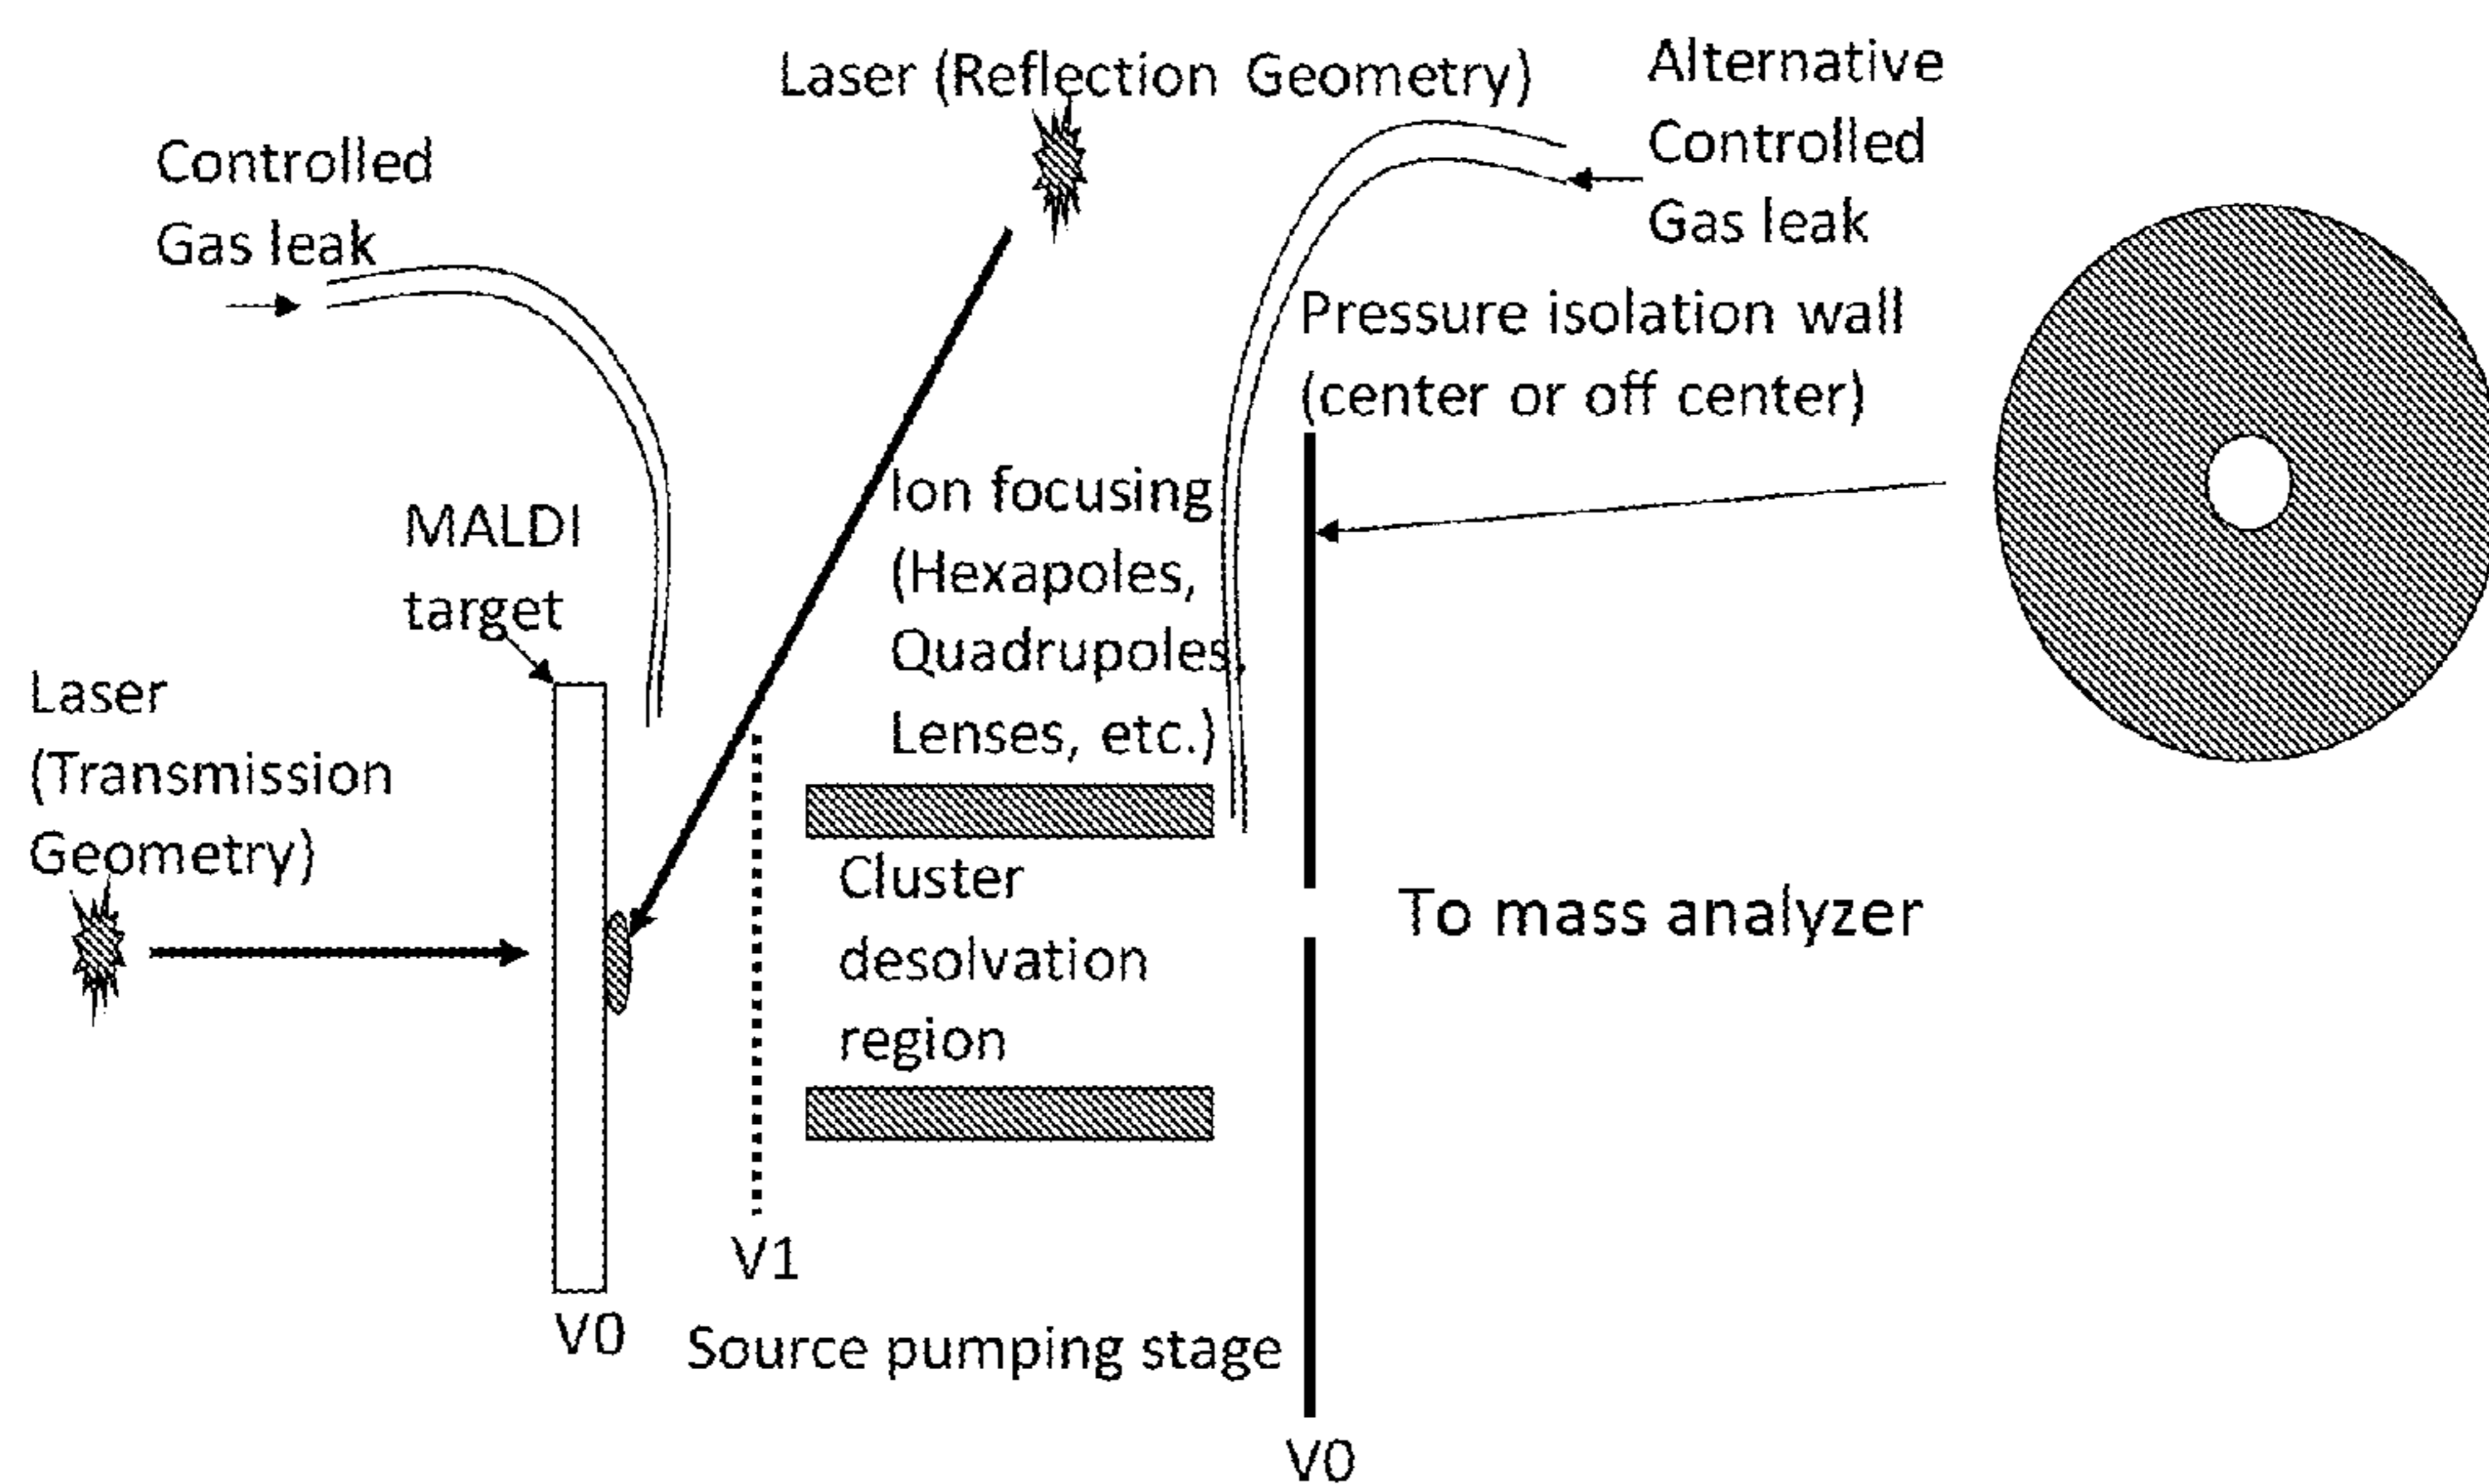 Laser (Reflection Geometry)
Alternative
Controlled
Gas leak
Controlled
Gas leak
Pressure isolation wall
(center or off center)
MALDI
target
Ion focusing
(Hexapoles,
Quadrupoles,
Lenses, etc.)
Laser
(Transmission
Geometry)
Cluster
desolvation
region
To mass analyzer
V1
V0
Source pumping stage
V0